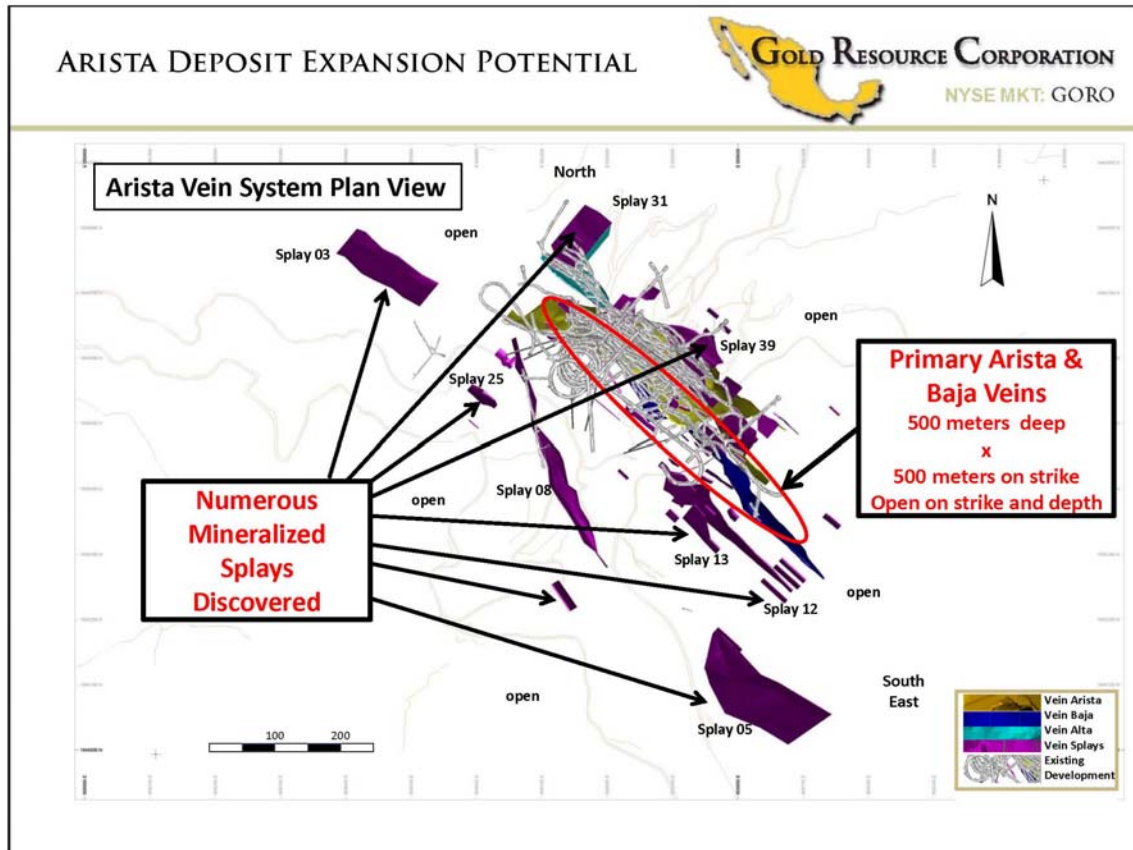 ARISTA DEPOSIT EXPANSION POTENTIAL
GOLD RESOURCE CORPORATION
NYSE MKT: GORO
Arista Vein System Plan View
North
Splay 31
open
Splay 03
N
open
Splay 39
Splay 25
Primary Arista &
Baja Veins
500 meters deep
x
500 meters on strike
Open on strike and depth
Numerous
Mineralized
Splays
Discovered
open
Splay 08
Splay 13
Splay 12
open
South
East
open
Splay 05
100
200
Vein Arista
Vein Baja
Vein Alta
Vein Splays
Existing
Development